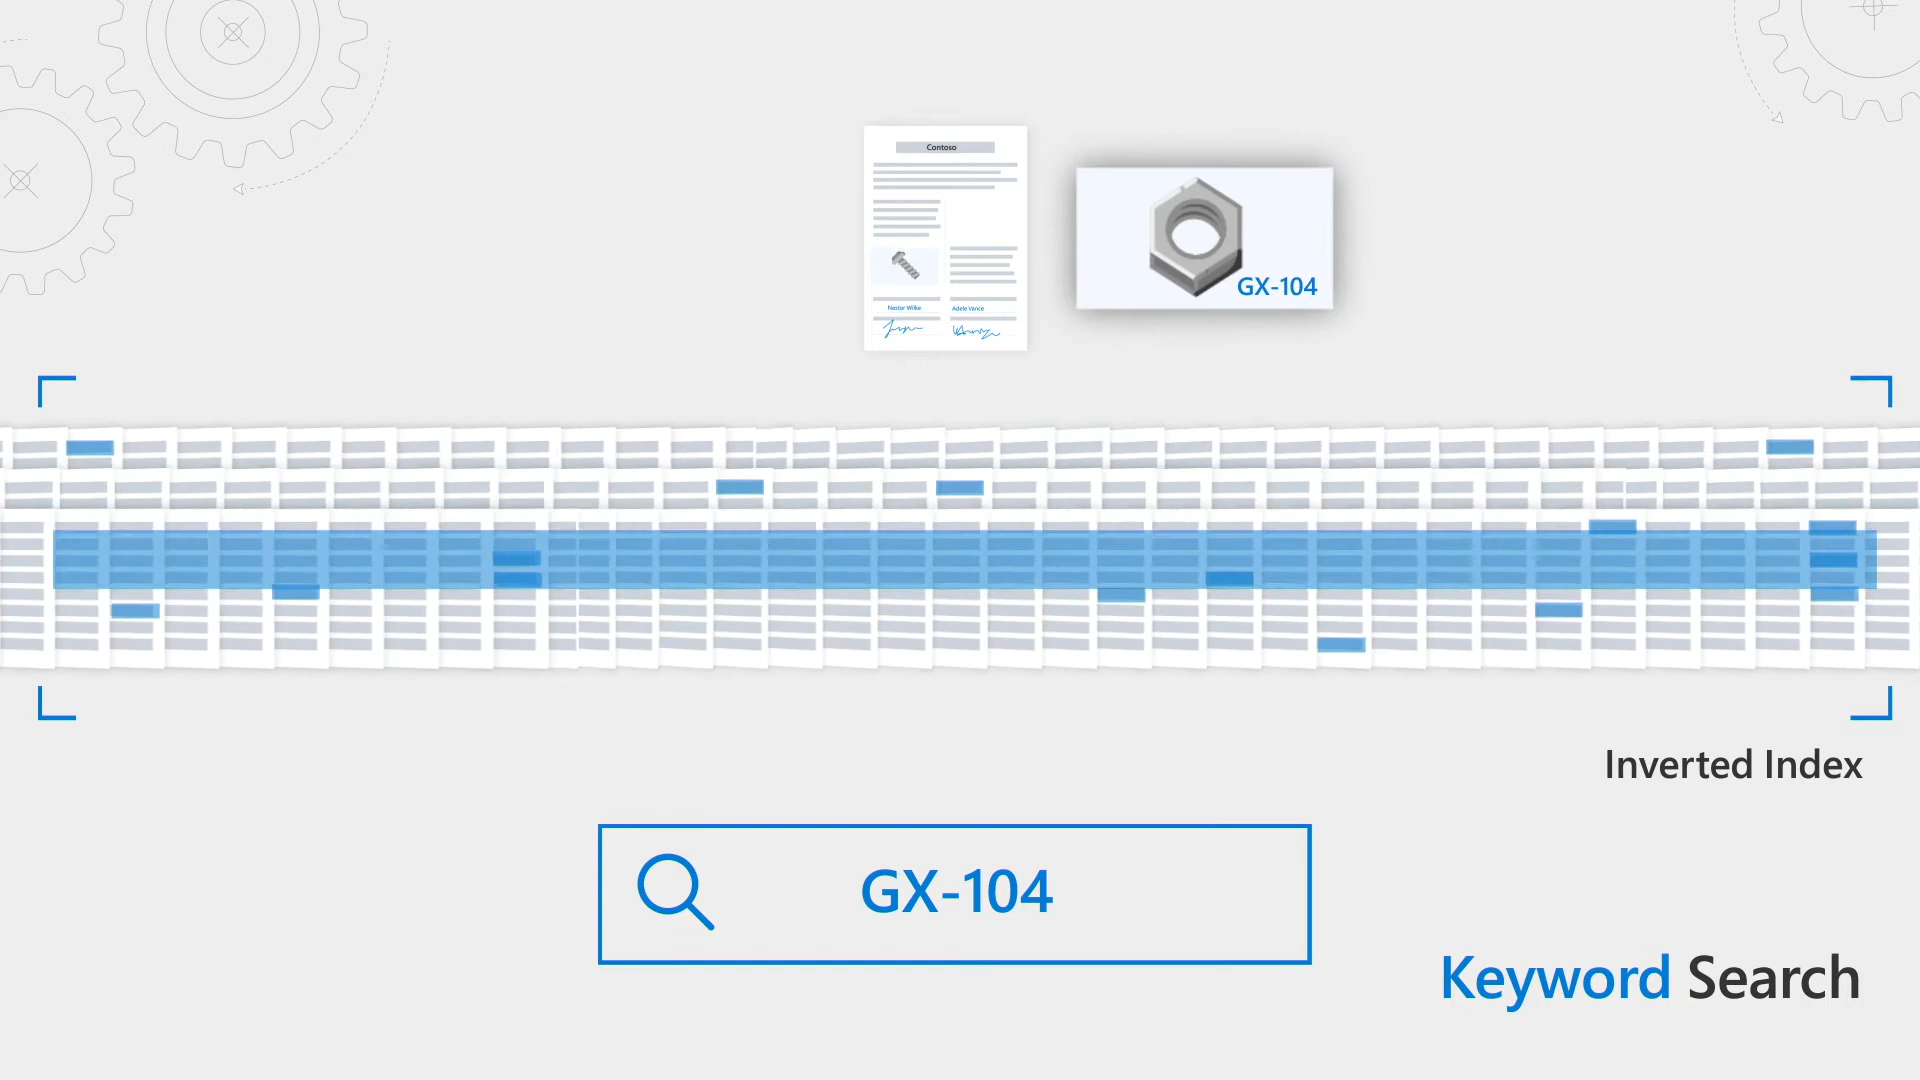 Contoso
Nestor Wilke
Adele Vance
GX-104
Inverted Index
GX-104
Keyword Search